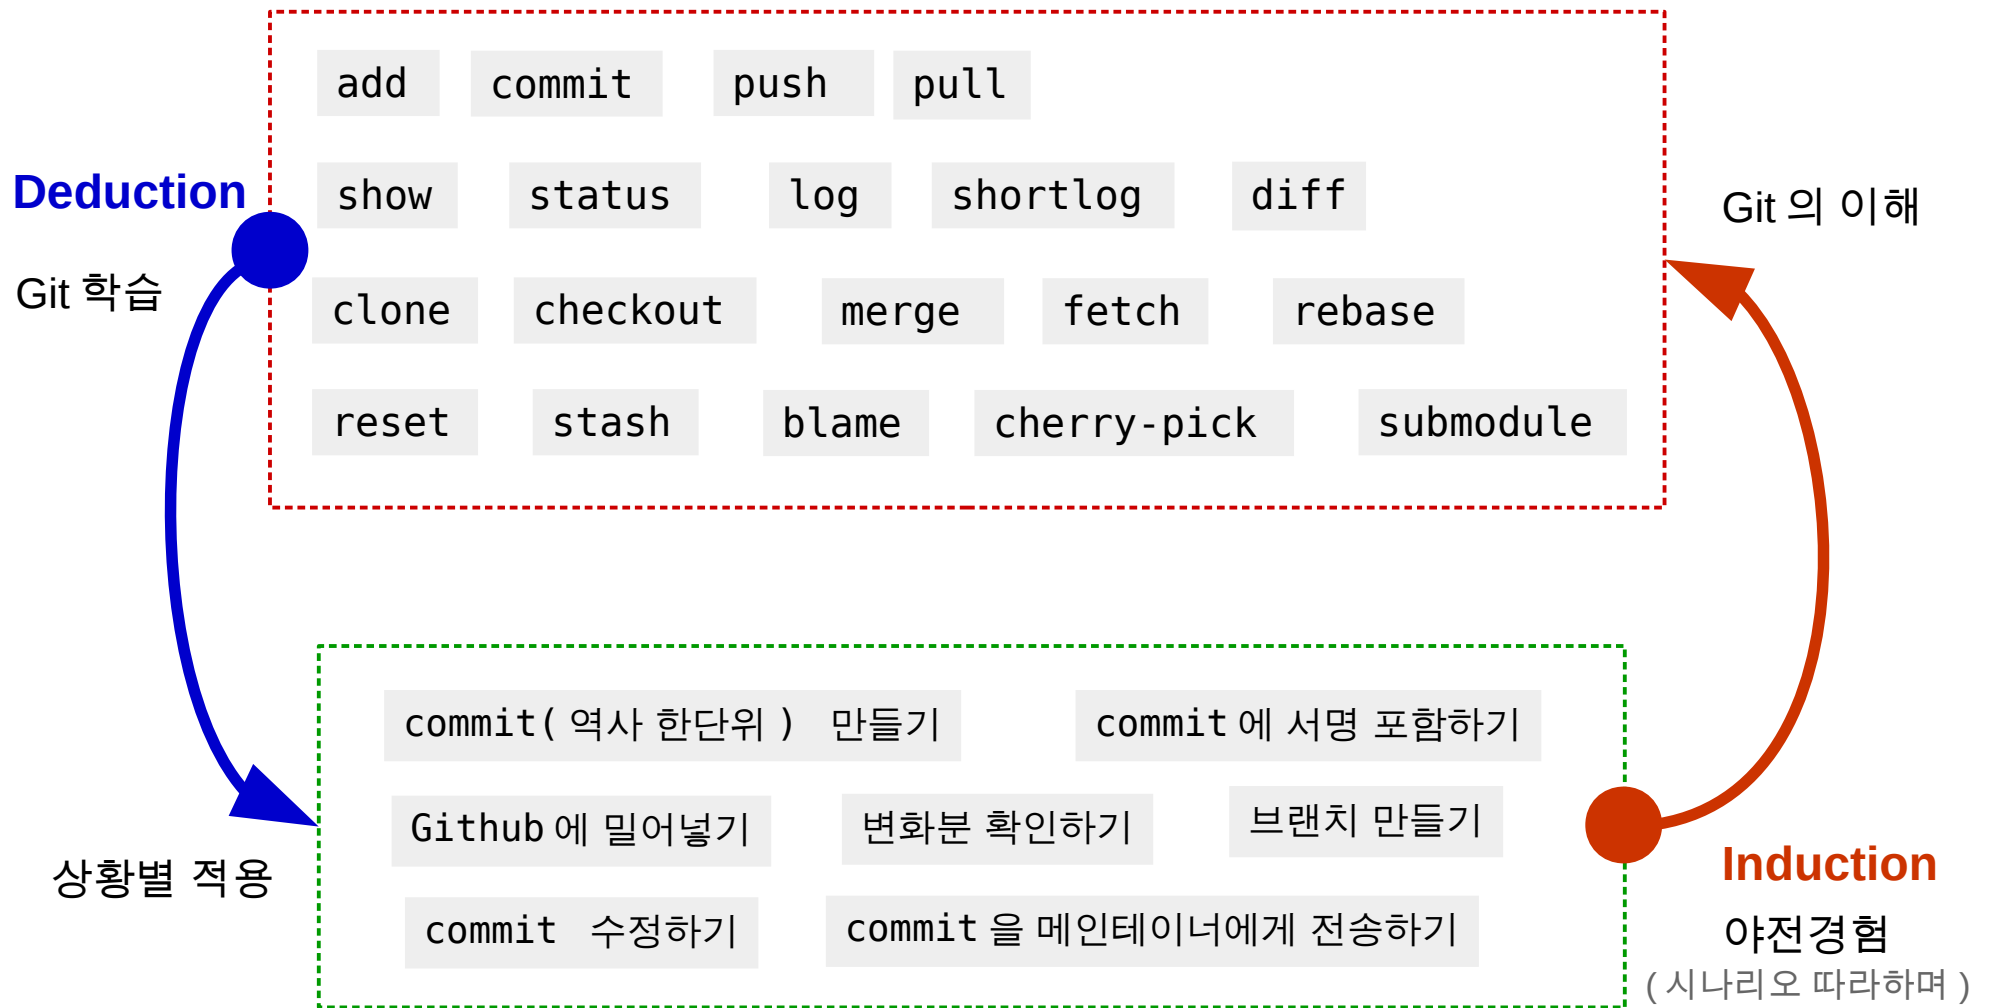 add commit push pull
Deduction
show status log shortlog diff
Git 의 이해
Git 학습
clone checkout merge fetch rebase
reset stash blame cherry-pick submodule
commit( 역사 한단위 ) 만들기
commit 에 서명 포함하기
Github 에 밀어넣기
변화분 확인하기
브랜치 만들기
상황별 적용
Induction
commit 수정하기
commit 을 메인테이너에게 전송하기
야전경험
( 시나리오 따라하며 )